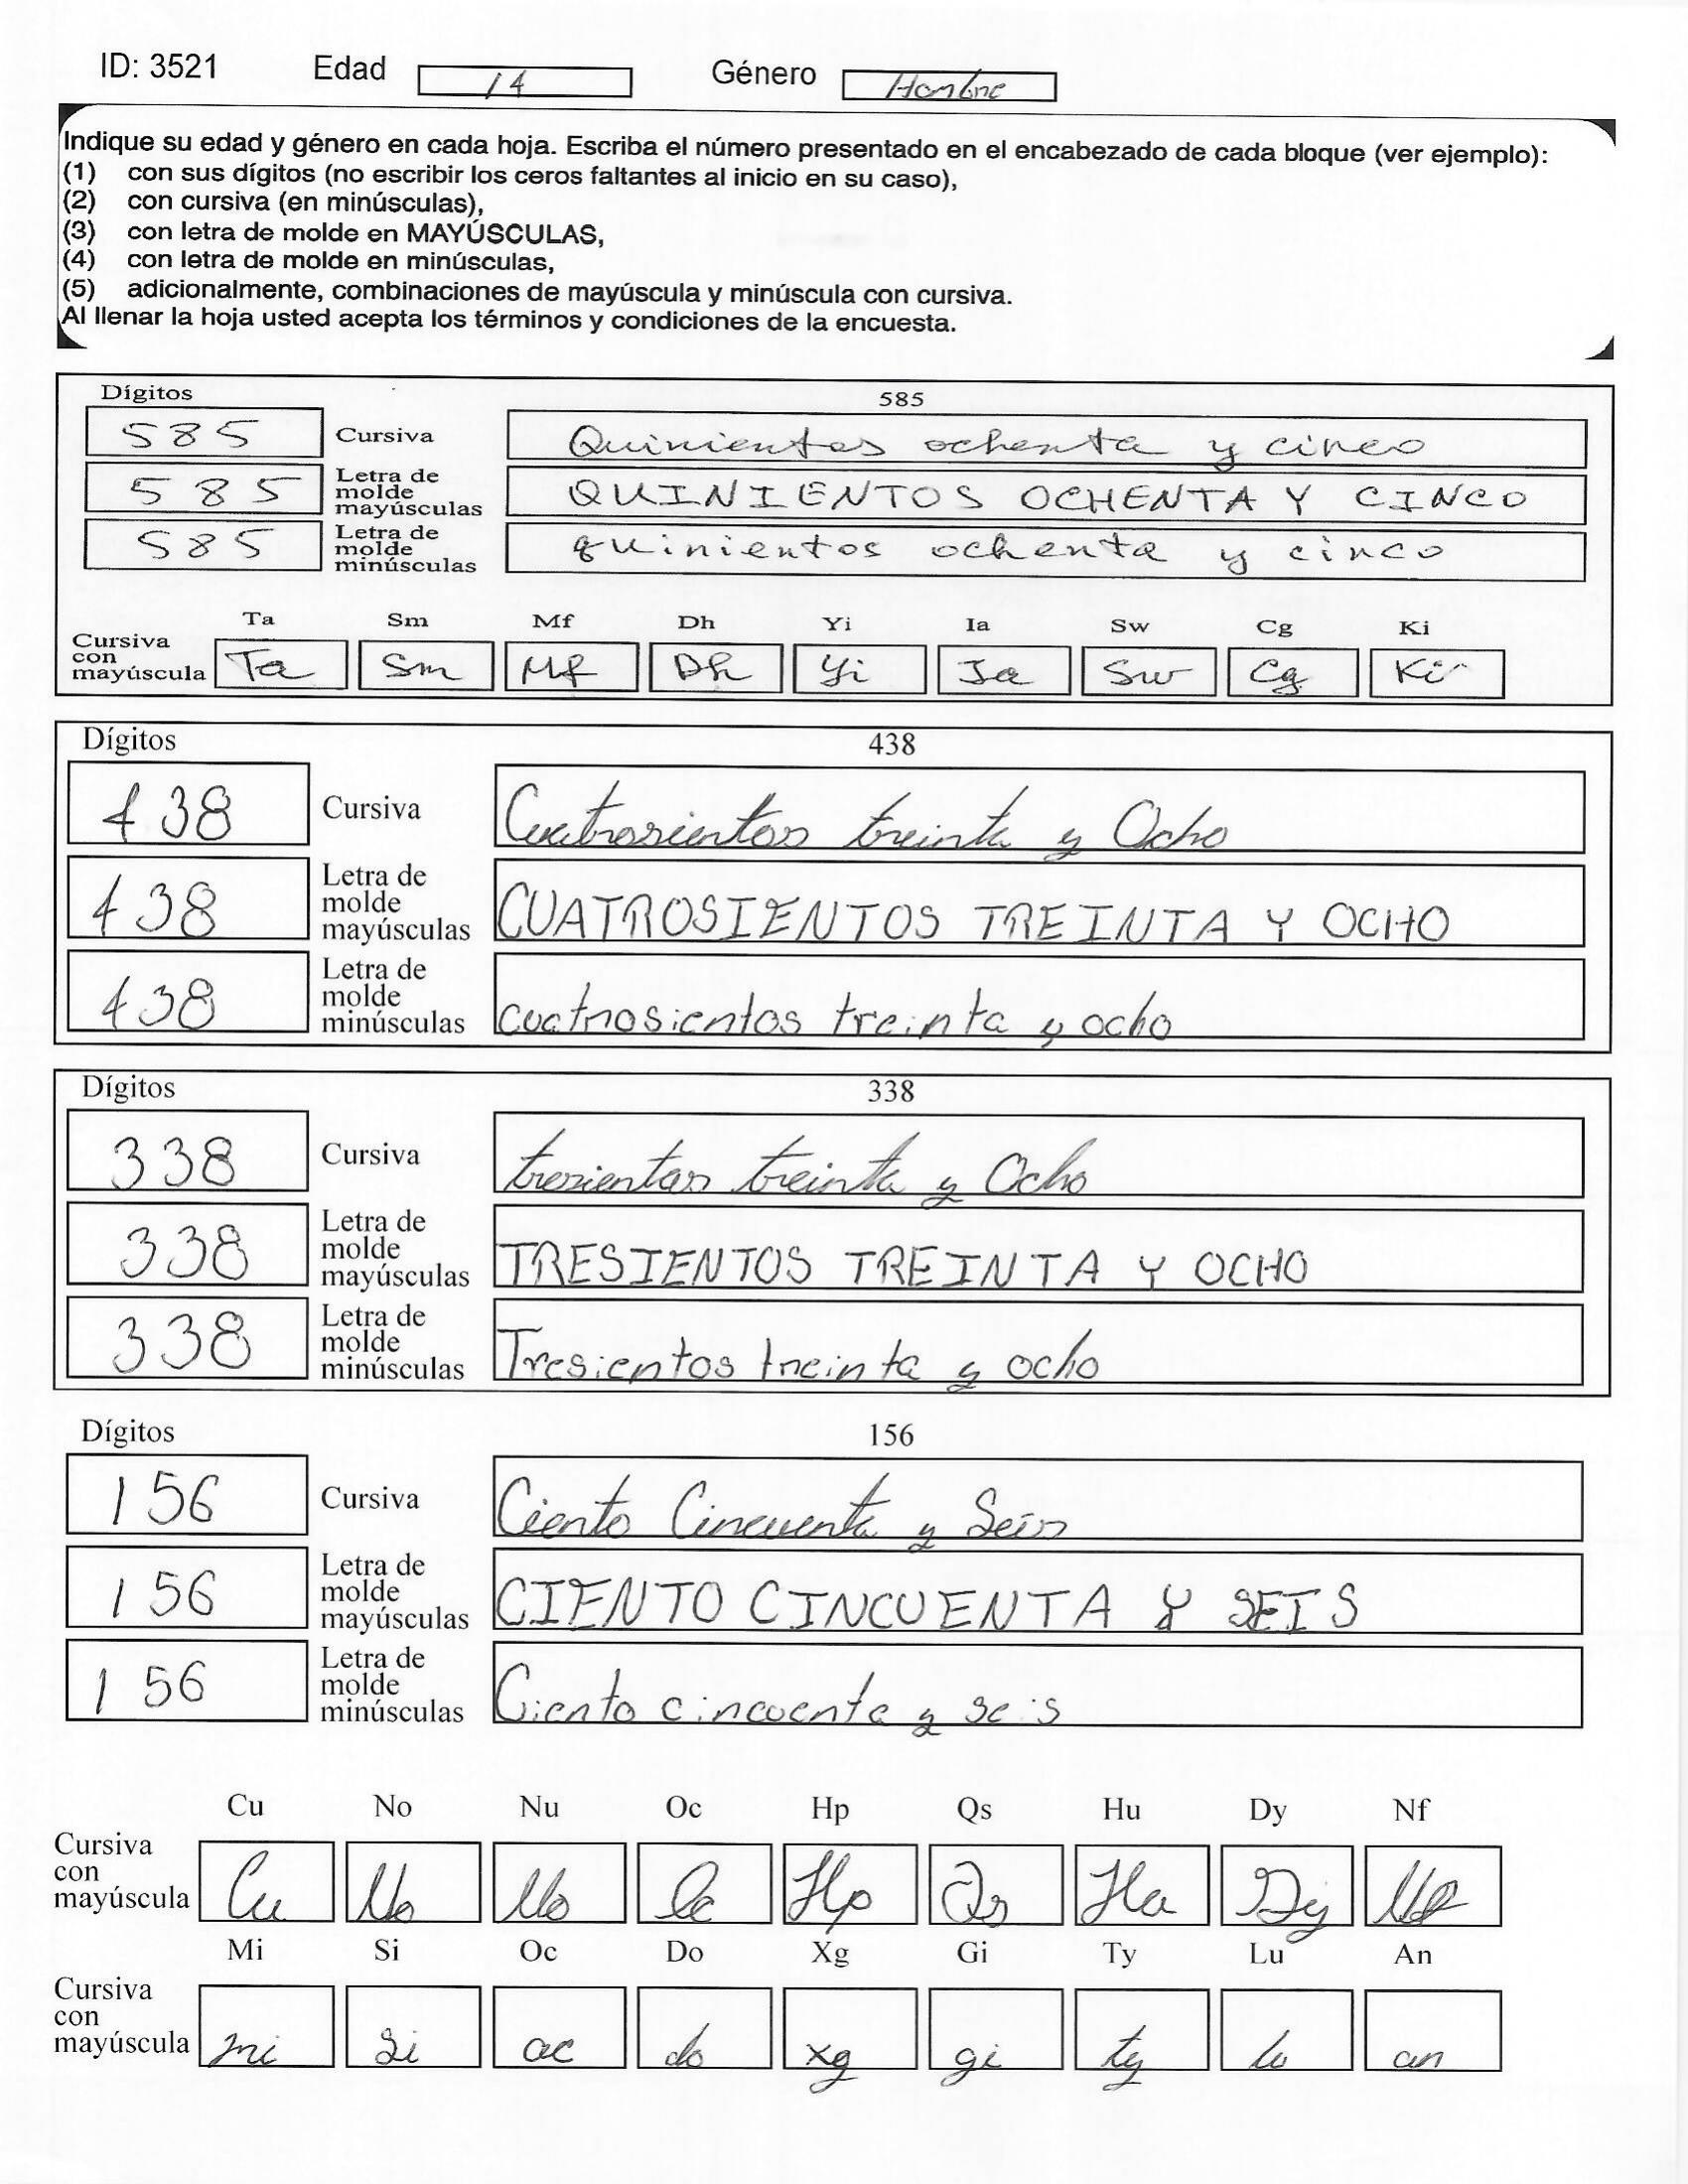 ID: 3521 Edad 14 Género Hombre
Indique su edad y género en cada hoja. Escriba el número presentado en el encabezado de cada bloque (ver ejemplo):
(1) con sus dígitos (no escribir los ceros faltantes al inicio en su caso),
(2) con cursiva (en minúsculas),
(3) con letra de molde en MAYÚSCULAS,
(4) con letra de molde en minúsculas,
(5) adicionalmente, combinaciones de mayúscula y minúscula con cursiva.
Al llenar la hoja usted acepta los términos y condiciones de la encuesta.
Dígitos 585
585 Cursiva Quinientos ochenta y cinco
585 Letra de molde mayúsculas QUINIENTOS OCHENTA Y CINCO
585 Letra de molde minúsculas quinientos ochenta y cinco
Ta Sm Mf Dh Yi Ia Sw Cg Ki
Cursiva con mayúscula Ta Sm Mf Dh Yi Ia Sw Cg Ki
Dígitos 438
438 Cursiva Cuatrosientos treinta y Ocho
438 Letra de molde mayúsculas CUATROSIENTOS TREINTA Y OCHO
438 Letra de molde minúsculas cuatrosientos treinta y ocho
Dígitos 338
338 Cursiva tresientos treinta y Ocho
338 Letra de molde mayúsculas TRESIENTOS TREINTA Y OCHO
338 Letra de molde minúsculas Tresientos treinta y ocho
Dígitos 156
156 Cursiva Ciento Cincuenta y Seis
156 Letra de molde mayúsculas CIENTO CINCUENTA Y SEIS
156 Letra de molde minúsculas Ciento cincuenta y seis
Cu No Nu Oc Hp Qs Hu Dy Nf
Cursiva con mayúscula Cu No No Oc Hp Qs Ha Dy Nf
Mi Si Oc Do Xg Gi Ty Lu An
Cursiva con mayúscula mi Si oc do xg gi ty lu an